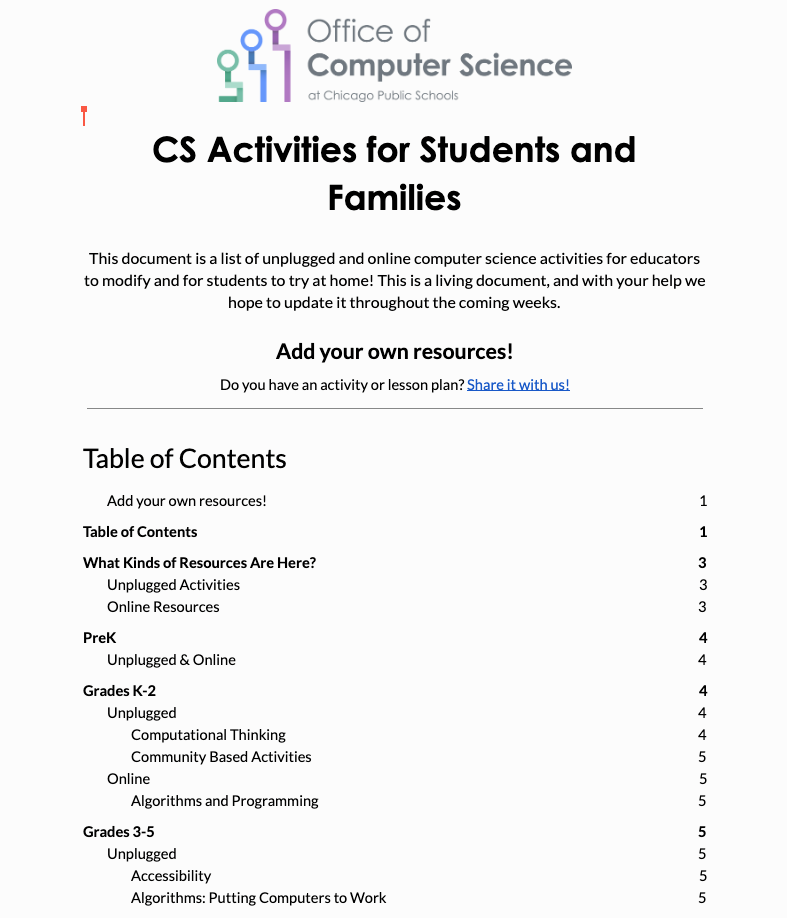 Office of
Computer Science
at Chicago Public Schools
CS Activities for Students and
Families
This document is a list of unplugged and online computer science activities for educators
to modify and for students to try at home! This is a living document, and with your help we
hope to update it throughout the coming weeks.
Add your own resources!
Do you have an activity or lesson plan? Share it with us!
Table of Contents
Add your own resources! 1
Table of Contents 1
What Kinds of Resources Are Here? 3
Unplugged Activities 3
Online Resources 3
PreK 4
Unplugged & Online 4
Grades K-2 4
Unplugged 4
Computational Thinking 4
Community Based Activities 5
Online 5
Algorithms and Programming 5
Grades 3-5 5
Unplugged 5
Accessibility 5
Algorithms: Putting Computers to Work 5